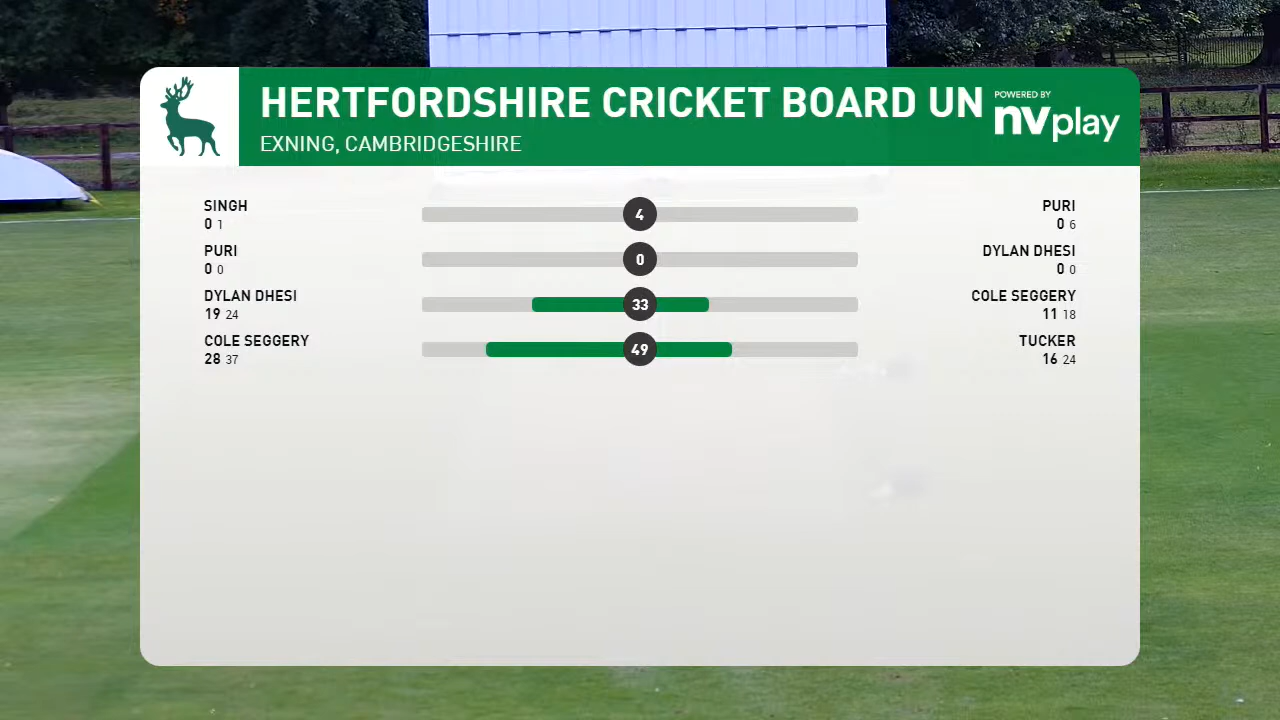 HERTFORDSHIRE CRICKET BOARD UN
EXNING, CAMBRIDGESHIRE
POWERED BY
nvplay
SINGH
0 1
4
PURI
0 6
PURI
0 0
0
DYLAN DHESI
0 0
DYLAN DHESI
19 24
33
COLE SEGGERY
11 18
COLE SEGGERY
28 37
49
TUCKER
16 24